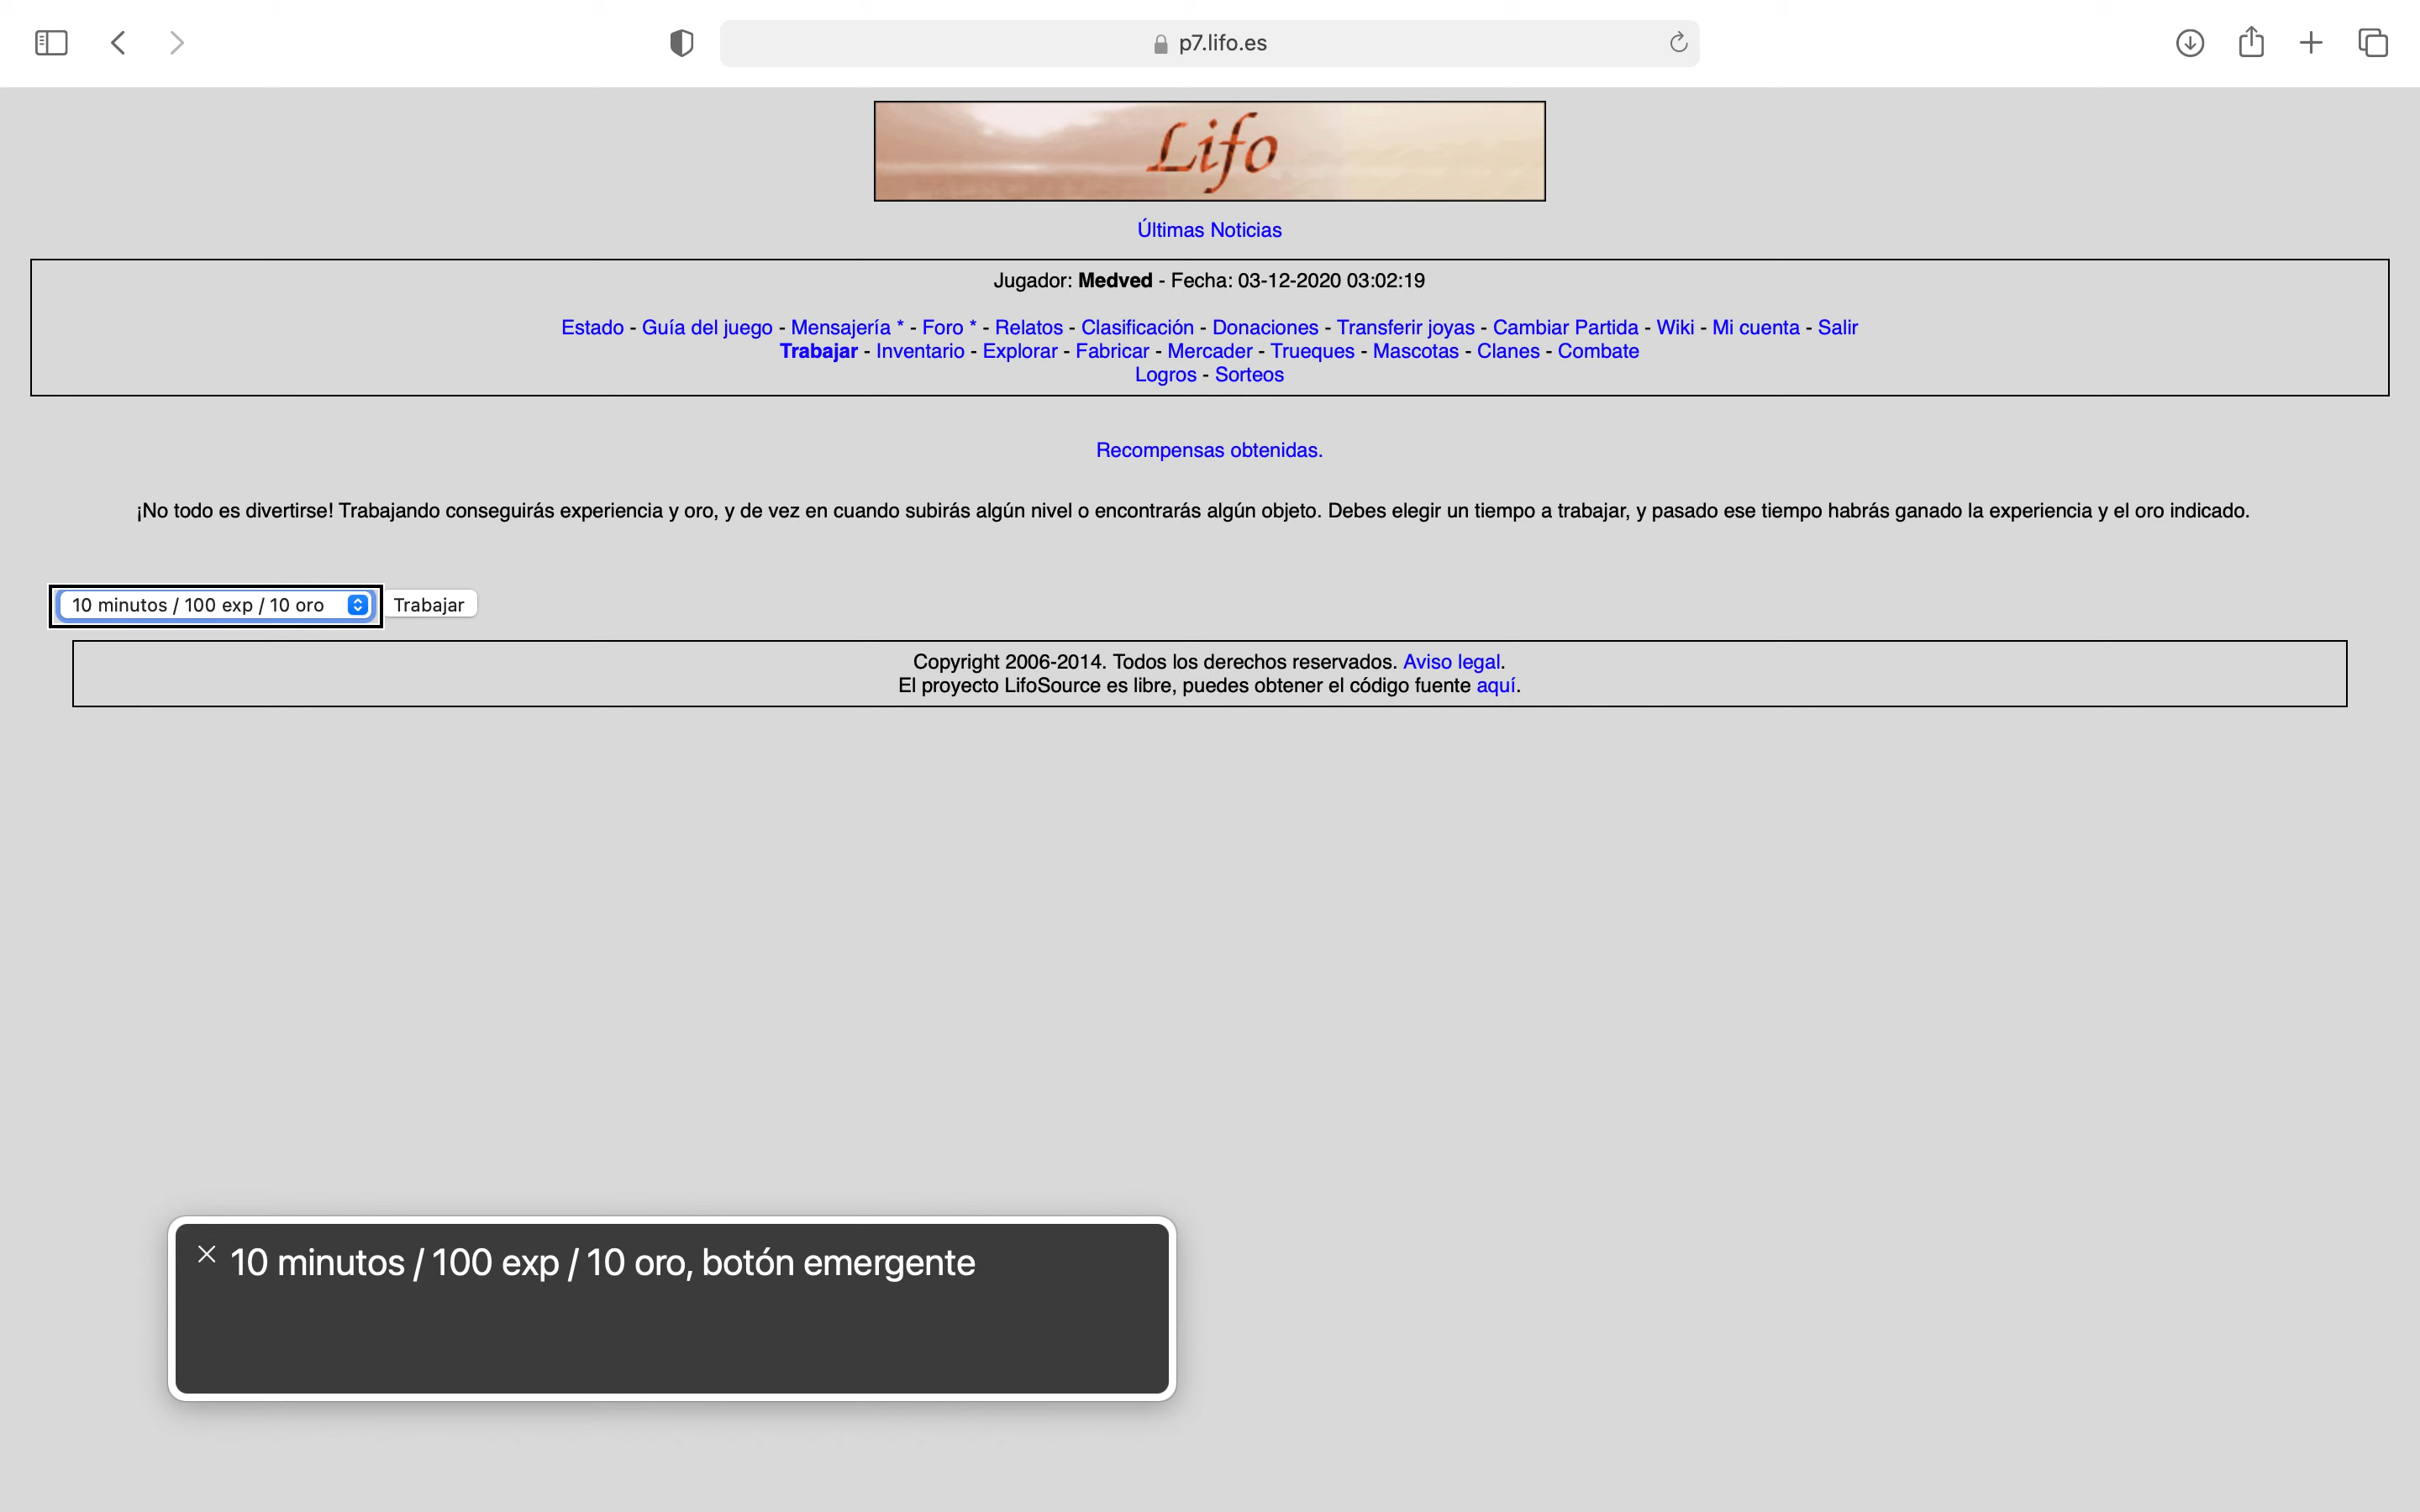 p7.lifo.es
Lifo
Últimas Noticias
Jugador: Medved - Fecha: 03-12-2020 03:02:19
Estado - Guía del juego - Mensajería * - Foro * - Relatos - Clasificación - Donaciones - Transferir joyas - Cambiar Partida - Wiki - Mi cuenta - Salir
Trabajar - Inventario - Explorar - Fabricar - Mercader - Trueques - Mascotas - Clanes - Combate
Logros - Sorteos
Recompensas obtenidas.
¡No todo es divertirse! Trabajando conseguirás experiencia y oro, y de vez en cuando subirás algún nivel o encontrarás algún objeto. Debes elegir un tiempo a trabajar, y pasado ese tiempo habrás ganado la experiencia y el oro indicado.
10 minutos / 100 exp / 10 oro Trabajar
Copyright 2006-2014. Todos los derechos reservados. Aviso legal.
El proyecto LifoSource es libre, puedes obtener el código fuente aquí.
10 minutos / 100 exp / 10 oro, botón emergente